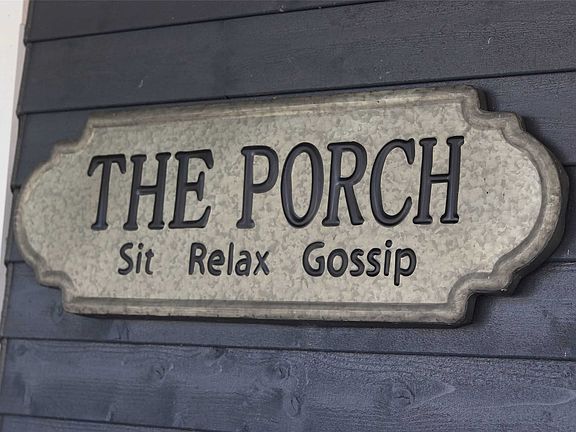 THE PORCH
Sit Relax Gossip